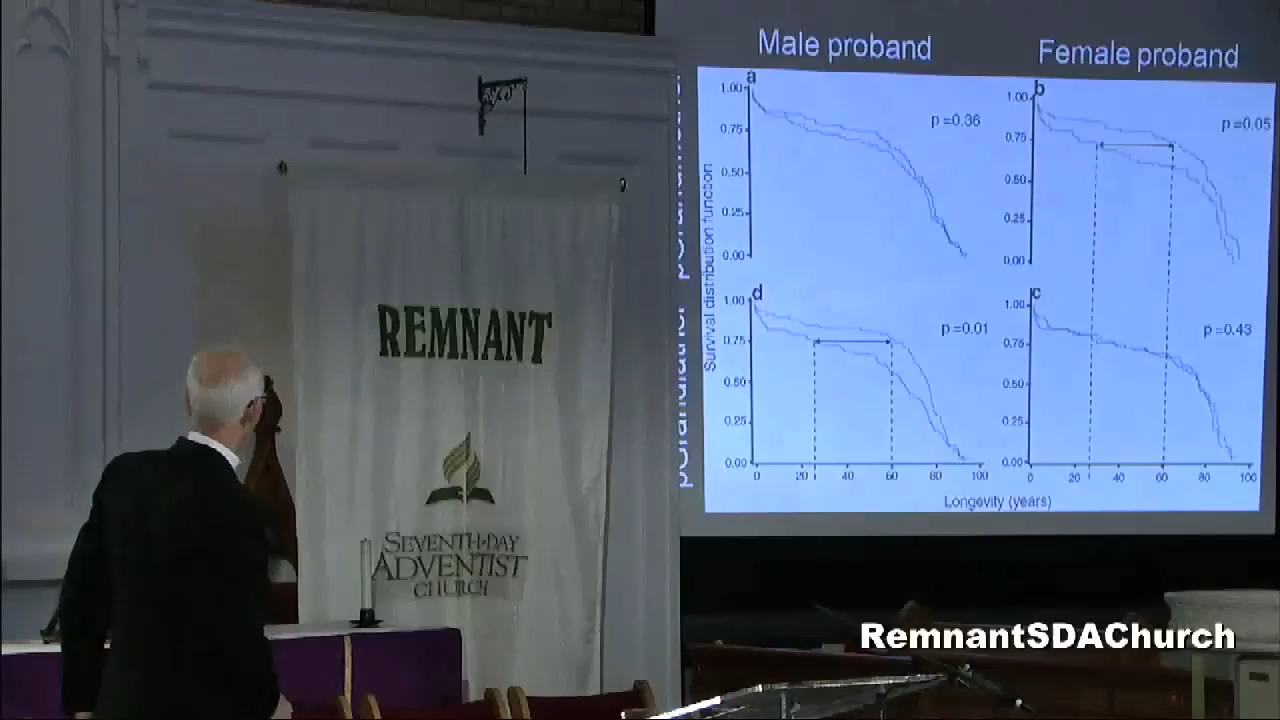 REMNANT
SEVENTH-DAY
ADVENTIST
CHURCH
Male proband
Female proband
a
1.00
0.75
0.50
0.25
0.00
p=0.36
b
1.00
0.75
0.50
0.25
0.00
p=0.05
d
1.00
0.75
0.50
0.25
0.00
p=0.01
0 20 40 60 80 100
c
1.00
0.75
0.50
0.25
0.00
p=0.43
0 20 40 60 80 100
Survival distribution function
Longevity (years)
RemnantSDAChurch